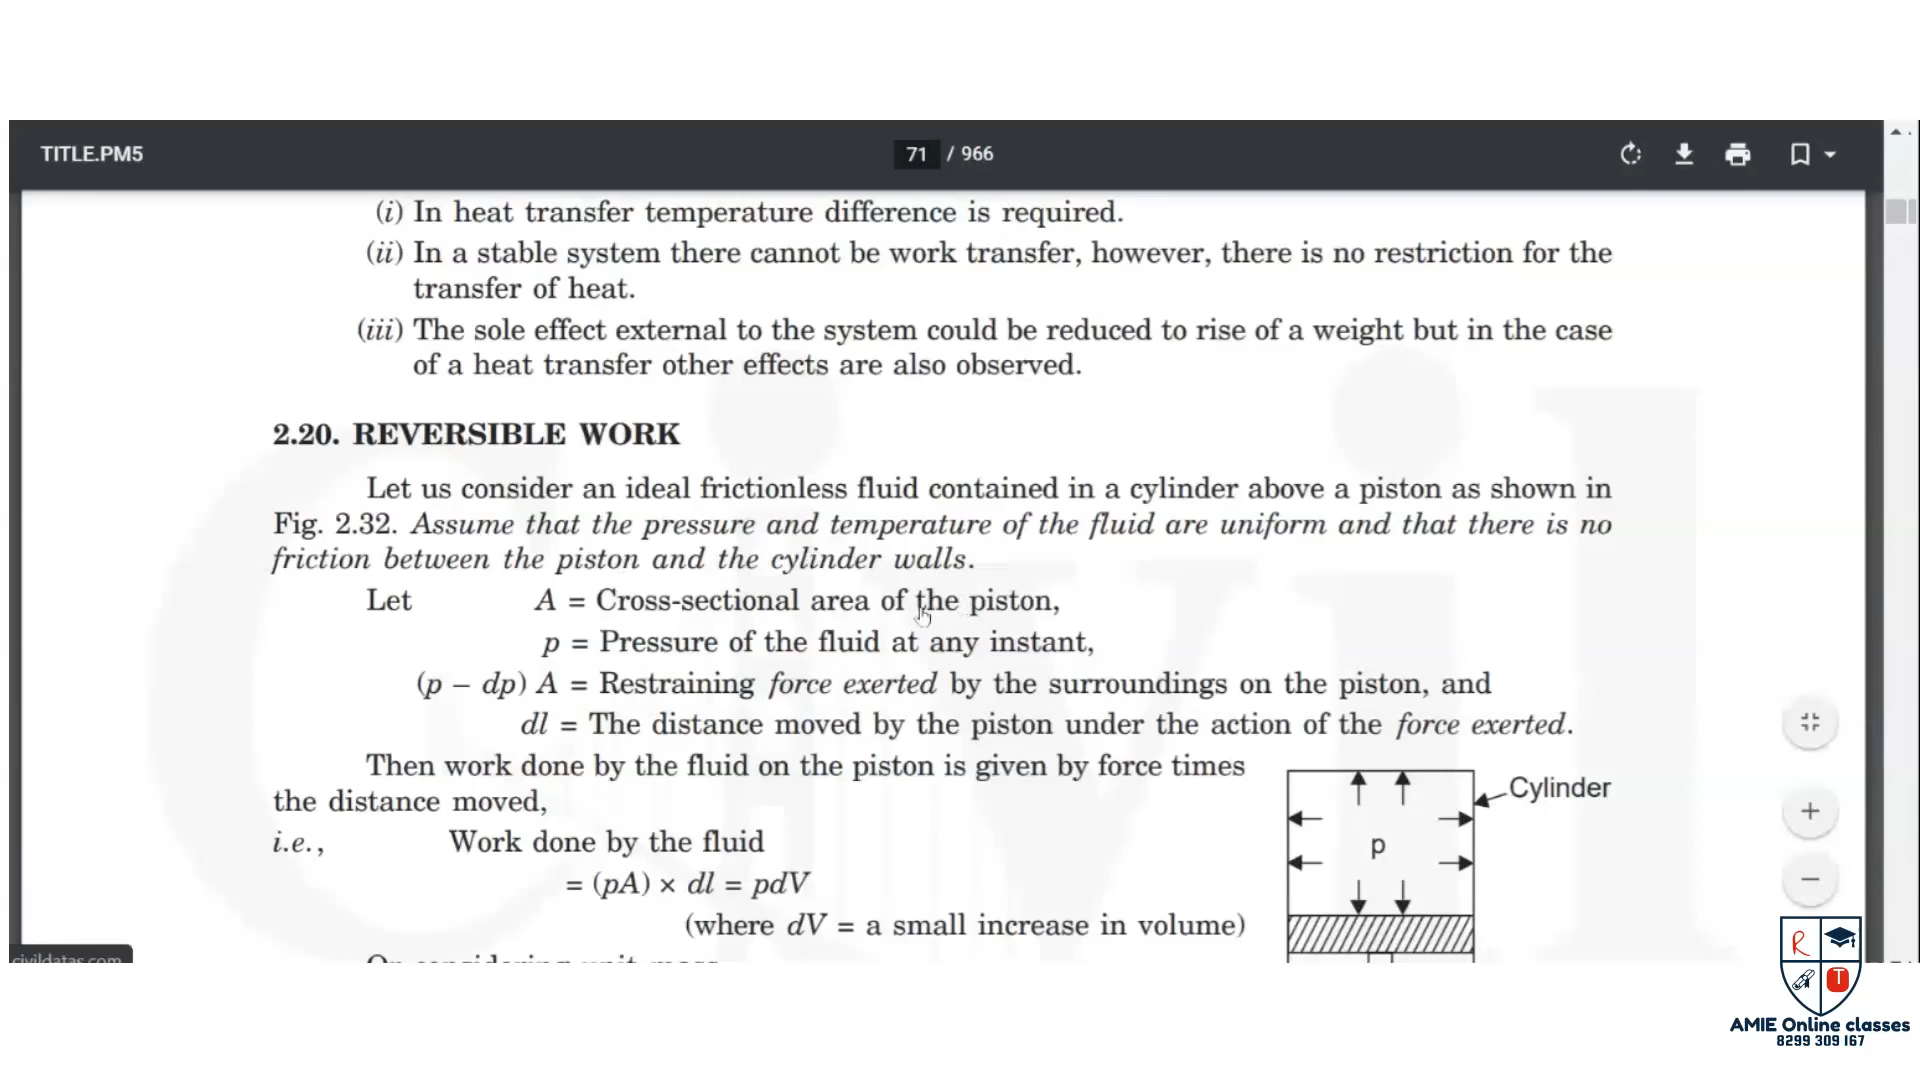 TITLE.PM5
71 / 966
(i) In heat transfer temperature difference is required.
(ii) In a stable system there cannot be work transfer, however, there is no restriction for the
transfer of heat.
(iii) The sole effect external to the system could be reduced to rise of a weight but in the case
of a heat transfer other effects are also observed.
2.20. REVERSIBLE WORK
Let us consider an ideal frictionless fluid contained in a cylinder above a piston as shown in
Fig. 2.32. Assume that the pressure and temperature of the fluid are uniform and that there is no
friction between the piston and the cylinder walls.
Let A = Cross-sectional area of the piston,
p = Pressure of the fluid at any instant,
(p – dp) A = Restraining force exerted by the surroundings on the piston, and
dl = The distance moved by the piston under the action of the force exerted.
Then work done by the fluid on the piston is given by force times
the distance moved,
i.e., Work done by the fluid
= (pA) × dl = pdV
(where dV = a small increase in volume)
Or considering unit mass
Cylinder
p
civildatas.com
Civil
R
T
AMIE Online classes
8299 309 167